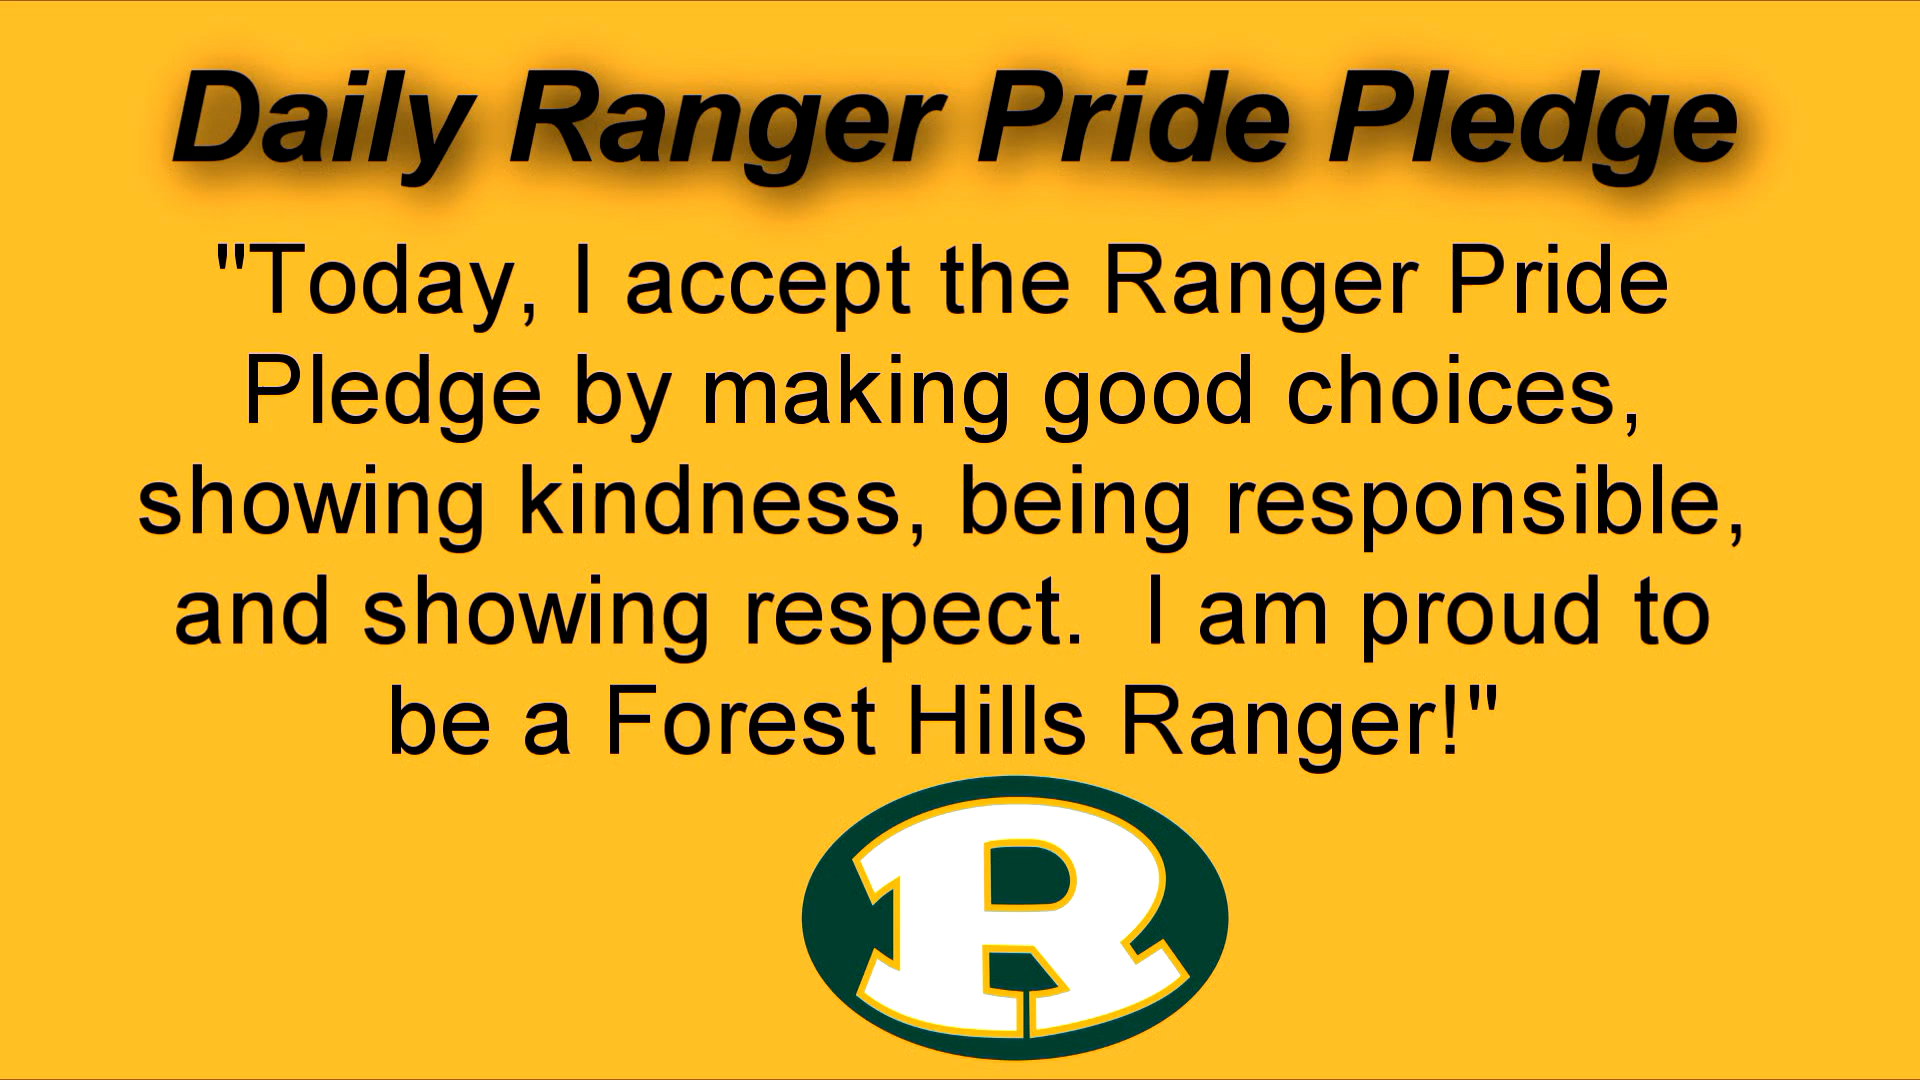 Daily Ranger Pride Pledge
"Today, I accept the Ranger Pride
Pledge by making good choices,
showing kindness, being responsible,
and showing respect.  I am proud to
be a Forest Hills Ranger!"
R